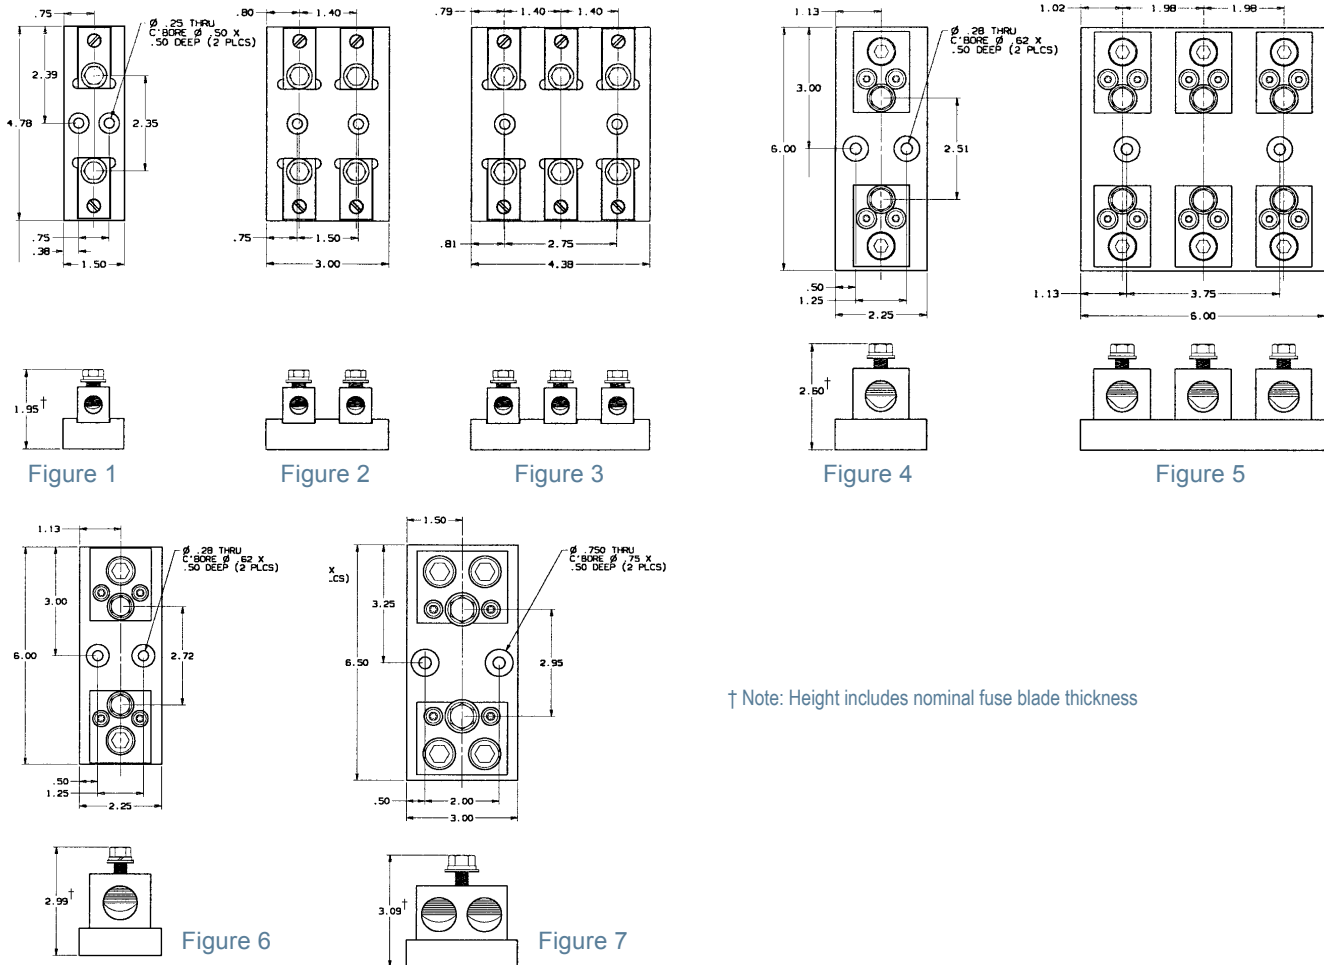 .75
Ø .25 THRU
C'BORE Ø .50 X
.50 DEEP (2 PLCS)
2.39
4.78
2.35
.75
.38
1.50
.80
1.40
.75
1.50
3.00
.79
1.40
1.40
.81
2.75
4.38
1.13
Ø .28 THRU
C'BORE Ø .62 X
.50 DEEP (2 PLCS)
3.00
6.00
2.51
.50
1.25
2.25
1.02
1.98
1.98
1.13
3.75
6.00
1.95 †
2.60 †
Figure 1
Figure 2
Figure 3
Figure 4
Figure 5
1.13
Ø .28 THRU
C'BORE Ø .62 X
.50 DEEP (2 PLCS)
3.00
6.00
2.72
.50
1.25
2.25
1.50
X
.CS)
Ø .750 THRU
C'BORE Ø .75 X
.50 DEEP (2 PLCS)
3.25
6.50
2.95
.50
2.00
3.00
† Note: Height includes nominal fuse blade thickness
2.99 †
Figure 6
3.09 †
Figure 7